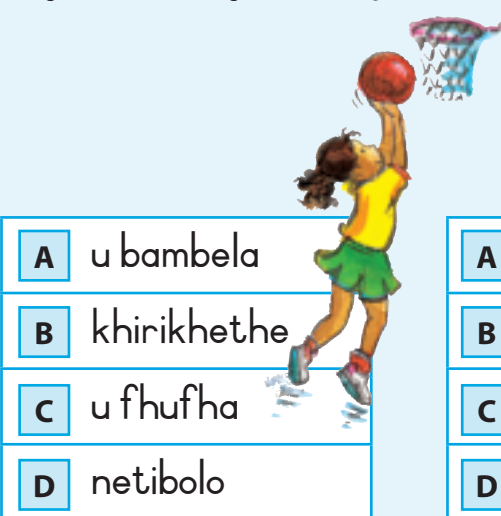 A u bambela
B khirikhethe
C u fhufha
D netibolo
A
B
C
D